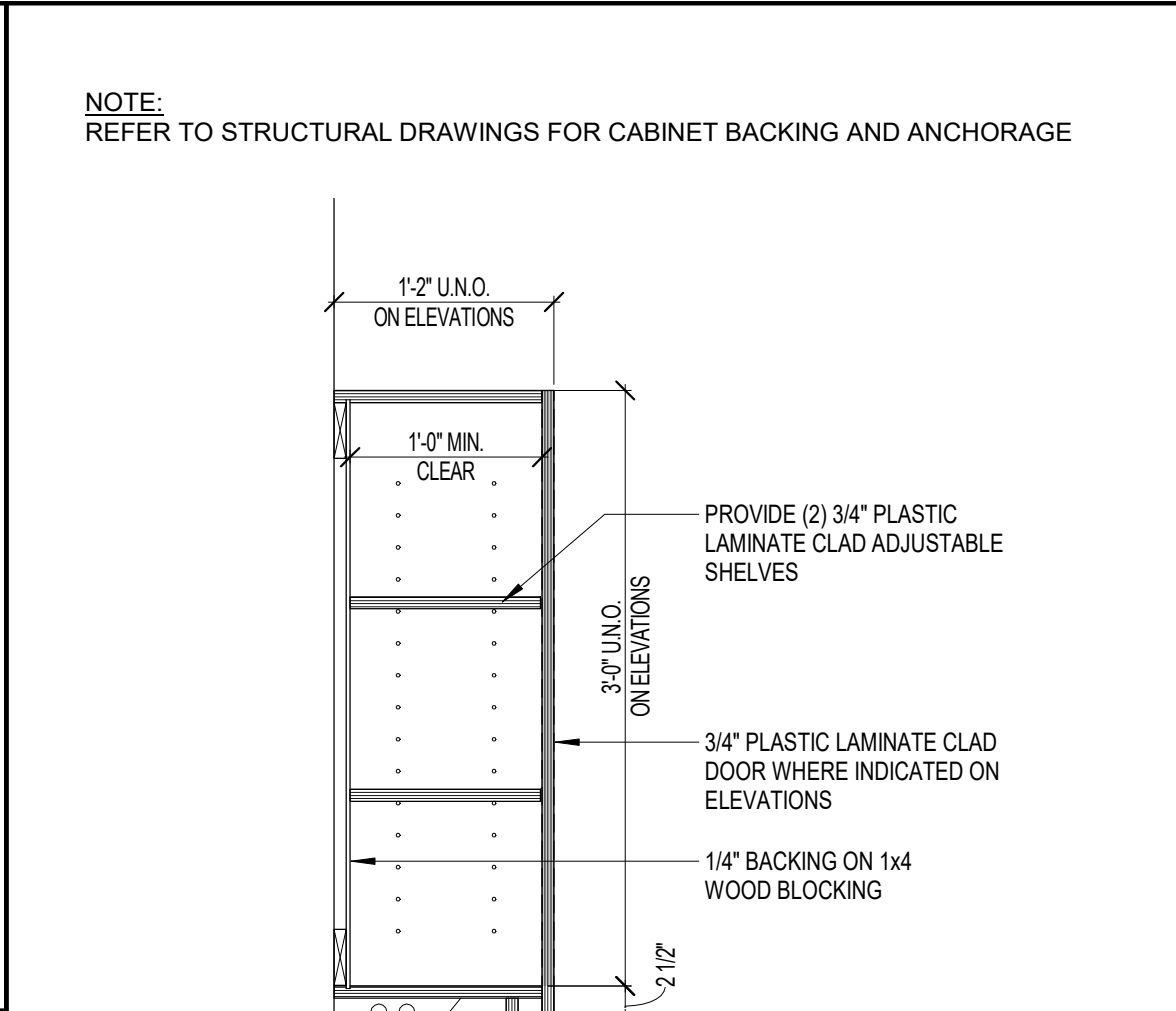 NOTE:
REFER TO STRUCTURAL DRAWINGS FOR CABINET BACKING AND ANCHORAGE
1'-2" U.N.O.
ON ELEVATIONS
1'-0" MIN.
CLEAR
PROVIDE (2) 3/4" PLASTIC
LAMINATE CLAD ADJUSTABLE
SHELVES
3'-0" U.N.O.
ON ELEVATIONS
3/4" PLASTIC LAMINATE CLAD
DOOR WHERE INDICATED ON
ELEVATIONS
1/4" BACKING ON 1x4
WOOD BLOCKING
2 1/2"